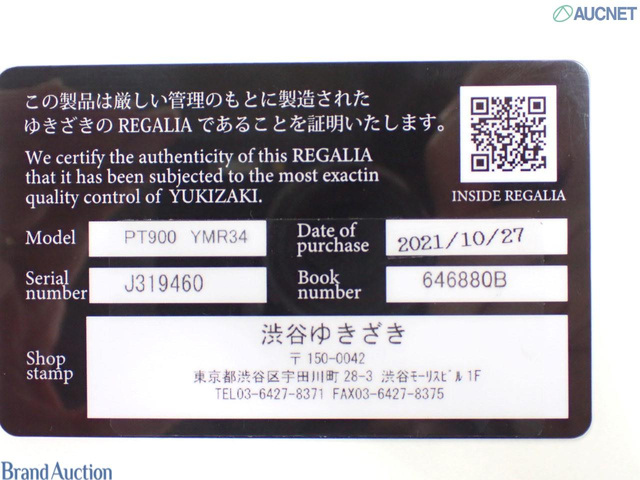 AUCNET
この製品は厳しい管理のもとに製造された
ゆきざきの REGALIA であることを証明いたします。
We certify the authenticity of this REGALIA
that it has been subjected to the most exactin
quality control of YUKIZAKI.
INSIDE REGALIA
Model PT900 YMR34
Date of purchase 2021/10/27
Serial number J319460
Book number 646880B
Shop stamp
渋谷ゆきざき
〒150-0042
東京都渋谷区宇田川町 28-3 渋谷ﾓｰﾘｽﾋﾞﾙ 1F
TEL03-6427-8371 FAX03-6427-8375
Brand Auction